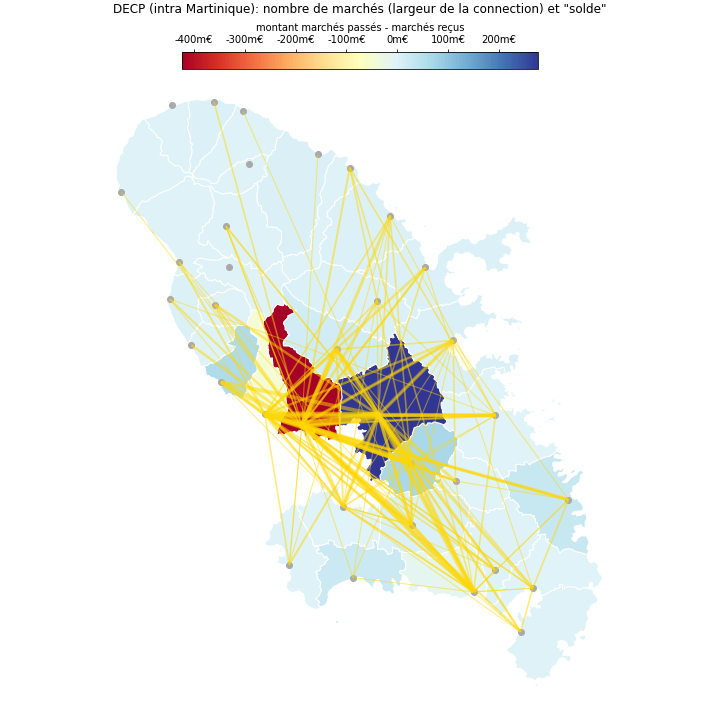 DECP (intra Martinique): nombre de marchés (largeur de la connection) et "solde"
montant marchés passés - marchés reçus
-400m€ -300m€ -200m€ -100m€ 0m€ 100m€ 200m€